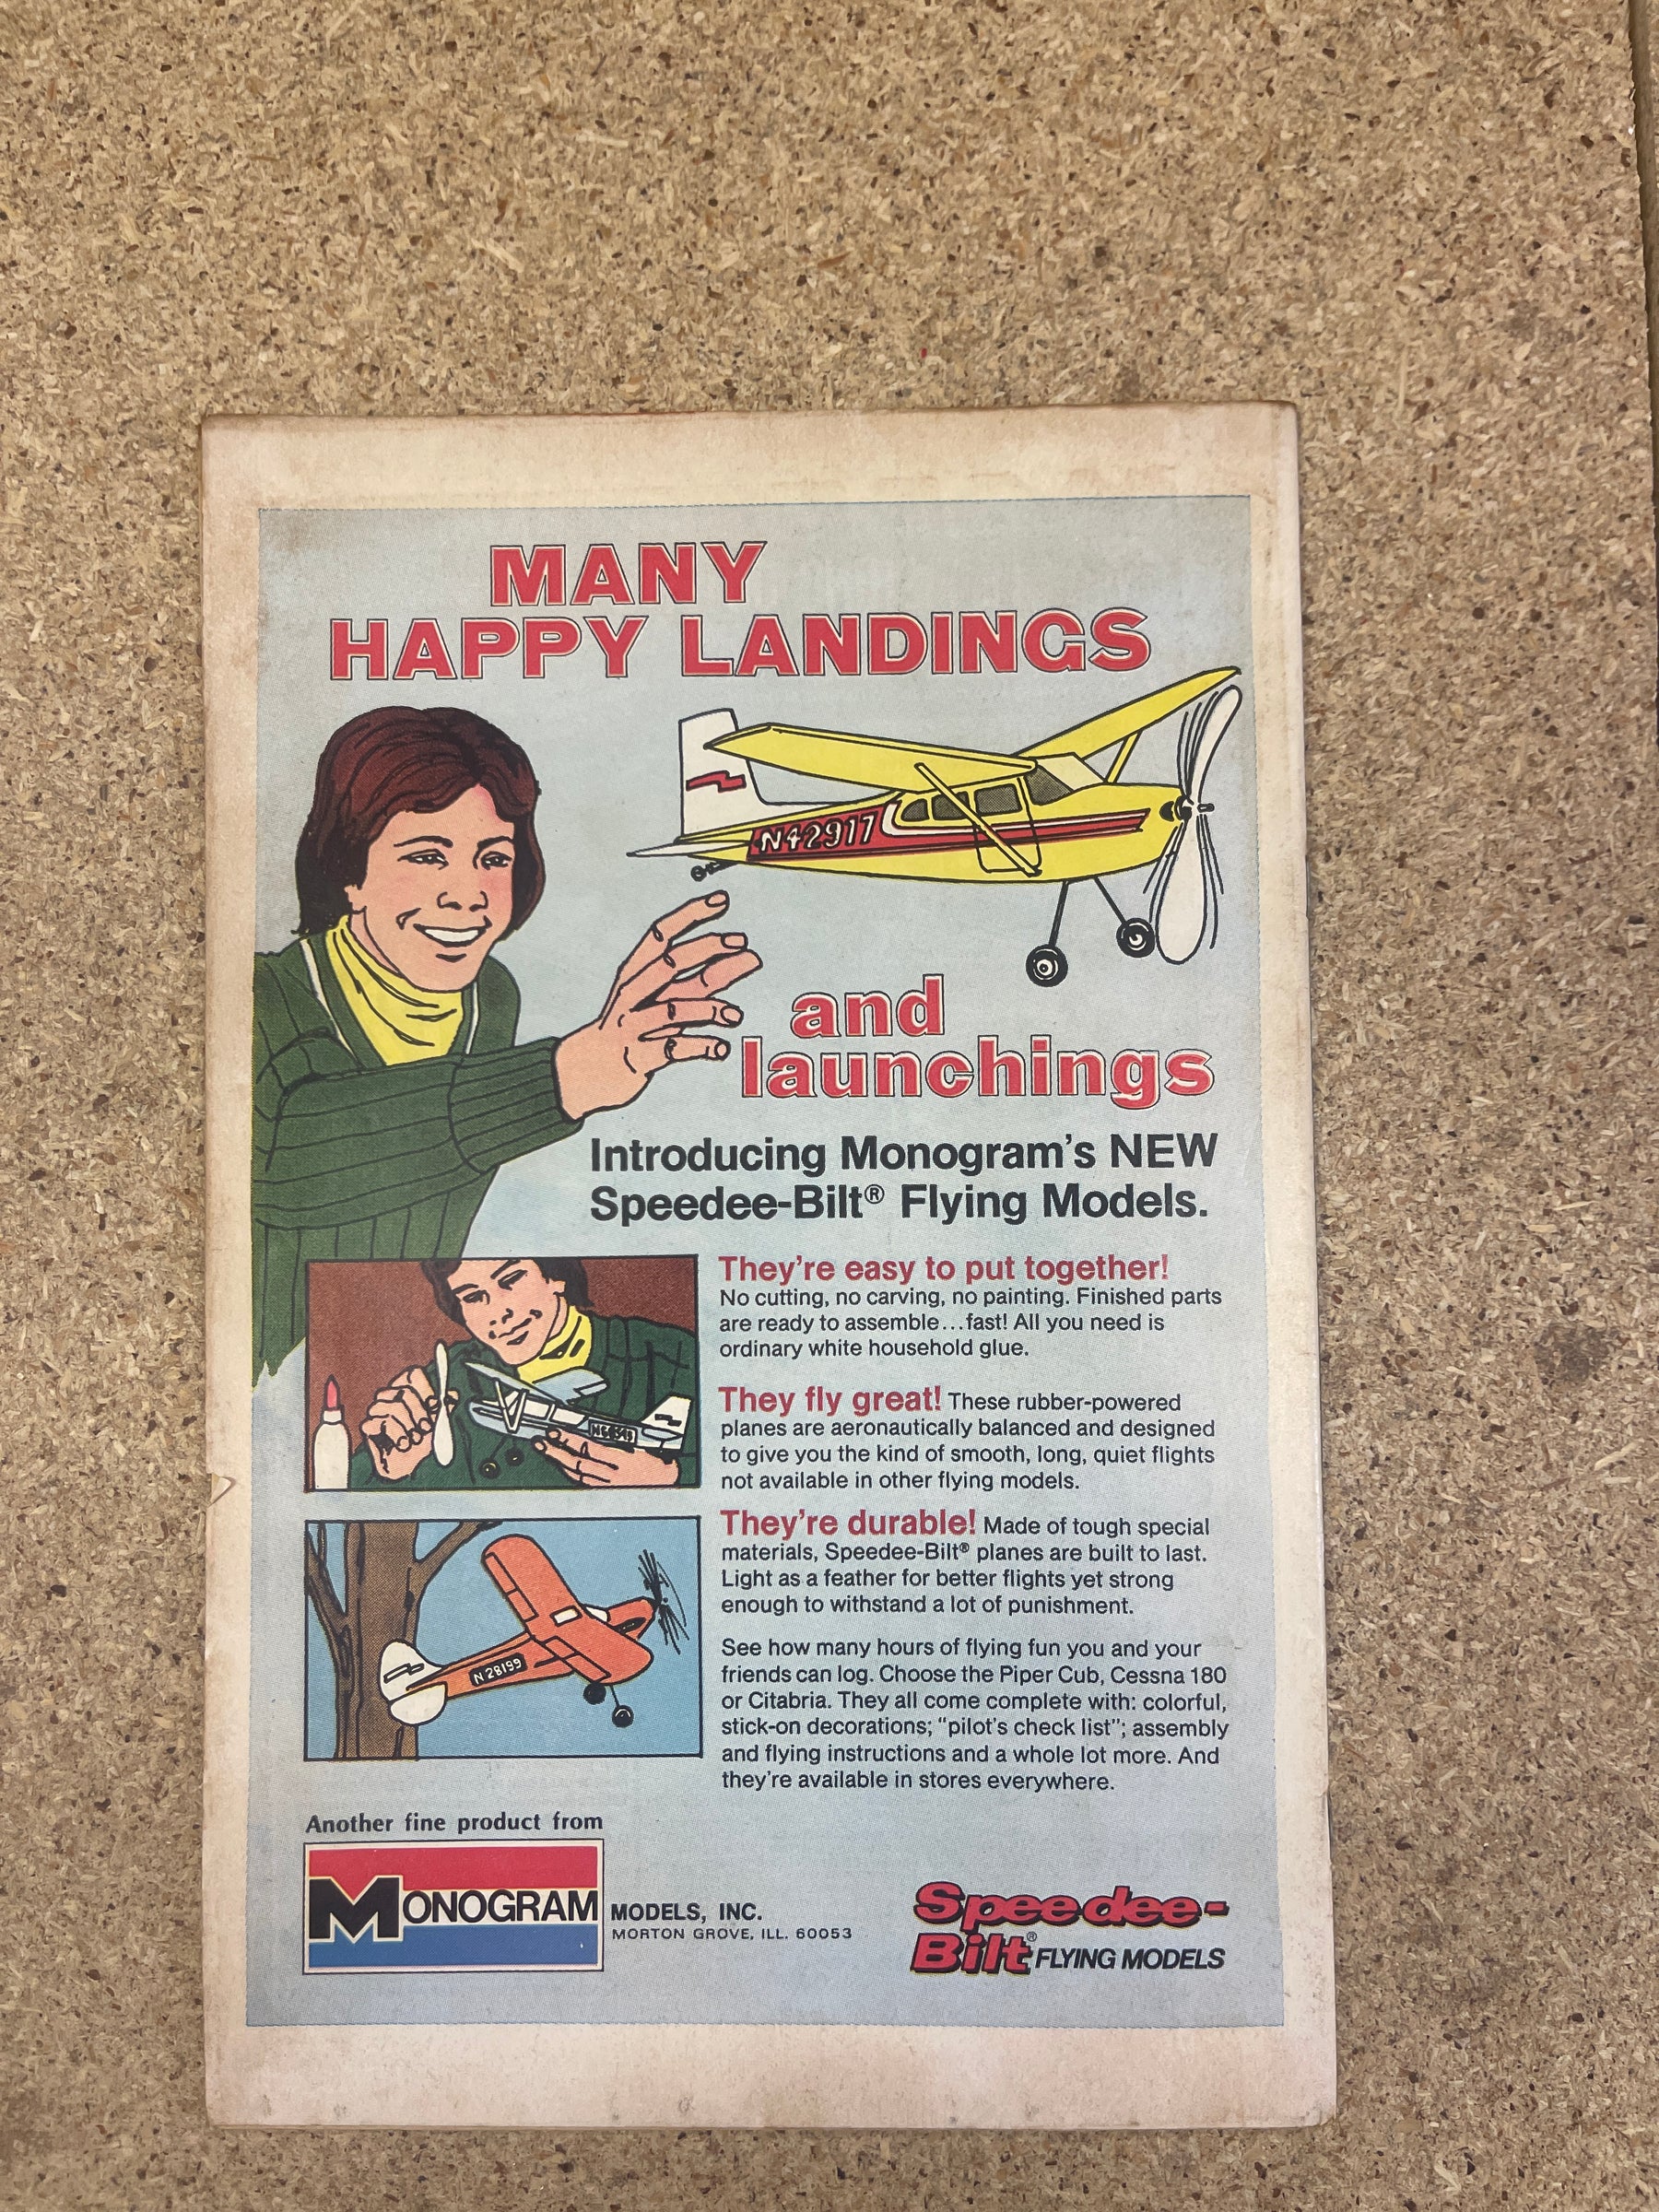 MANY
HAPPY LANDINGS
N42917
and
launchings
Introducing Monogram's NEW
Speedee-Bilt® Flying Models.
They're easy to put together!
No cutting, no carving, no painting. Finished parts
are ready to assemble...fast! All you need is
ordinary white household glue.
They fly great! These rubber-powered
planes are aeronautically balanced and designed
to give you the kind of smooth, long, quiet flights
not available in other flying models.
They're durable! Made of tough special
materials, Speedee-Bilt® planes are built to last.
Light as a feather for better flights yet strong
enough to withstand a lot of punishment.
N28199
See how many hours of flying fun you and your
friends can log. Choose the Piper Cub, Cessna 180
or Citabria. They all come complete with: colorful,
stick-on decorations; "pilot's check list"; assembly
and flying instructions and a whole lot more. And
they're available in stores everywhere.
Another fine product from
MONOGRAM MODELS, INC.
MORTON GROVE, ILL. 60053
Speedee-
Bilt® FLYING MODELS